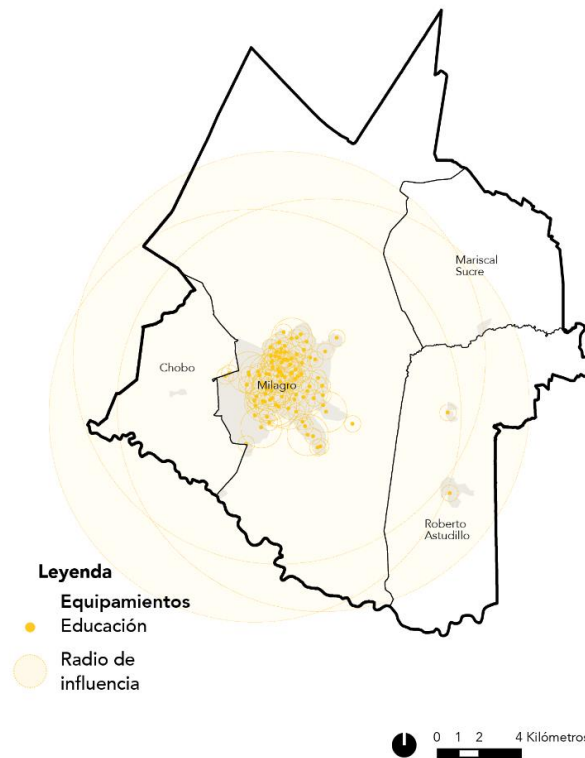 Mariscal
Sucre
Chobo
Milagro
Roberto
Astudillo
Leyenda
Equipamientos
Educación
Radio de
influencia
0 1 2 4 Kilómetros